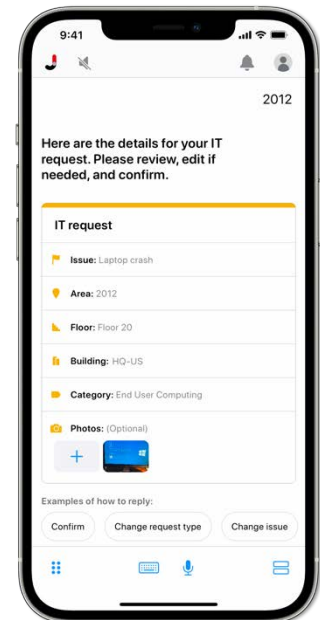 9:41
2012
Here are the details for your IT
request. Please review, edit if
needed, and confirm.
IT request
Issue: Laptop crash
Area: 2012
Floor: Floor 20
Building: HQ-US
Category: End User Computing
Photos: (Optional)
Examples of how to reply:
Confirm
Change request type
Change issue